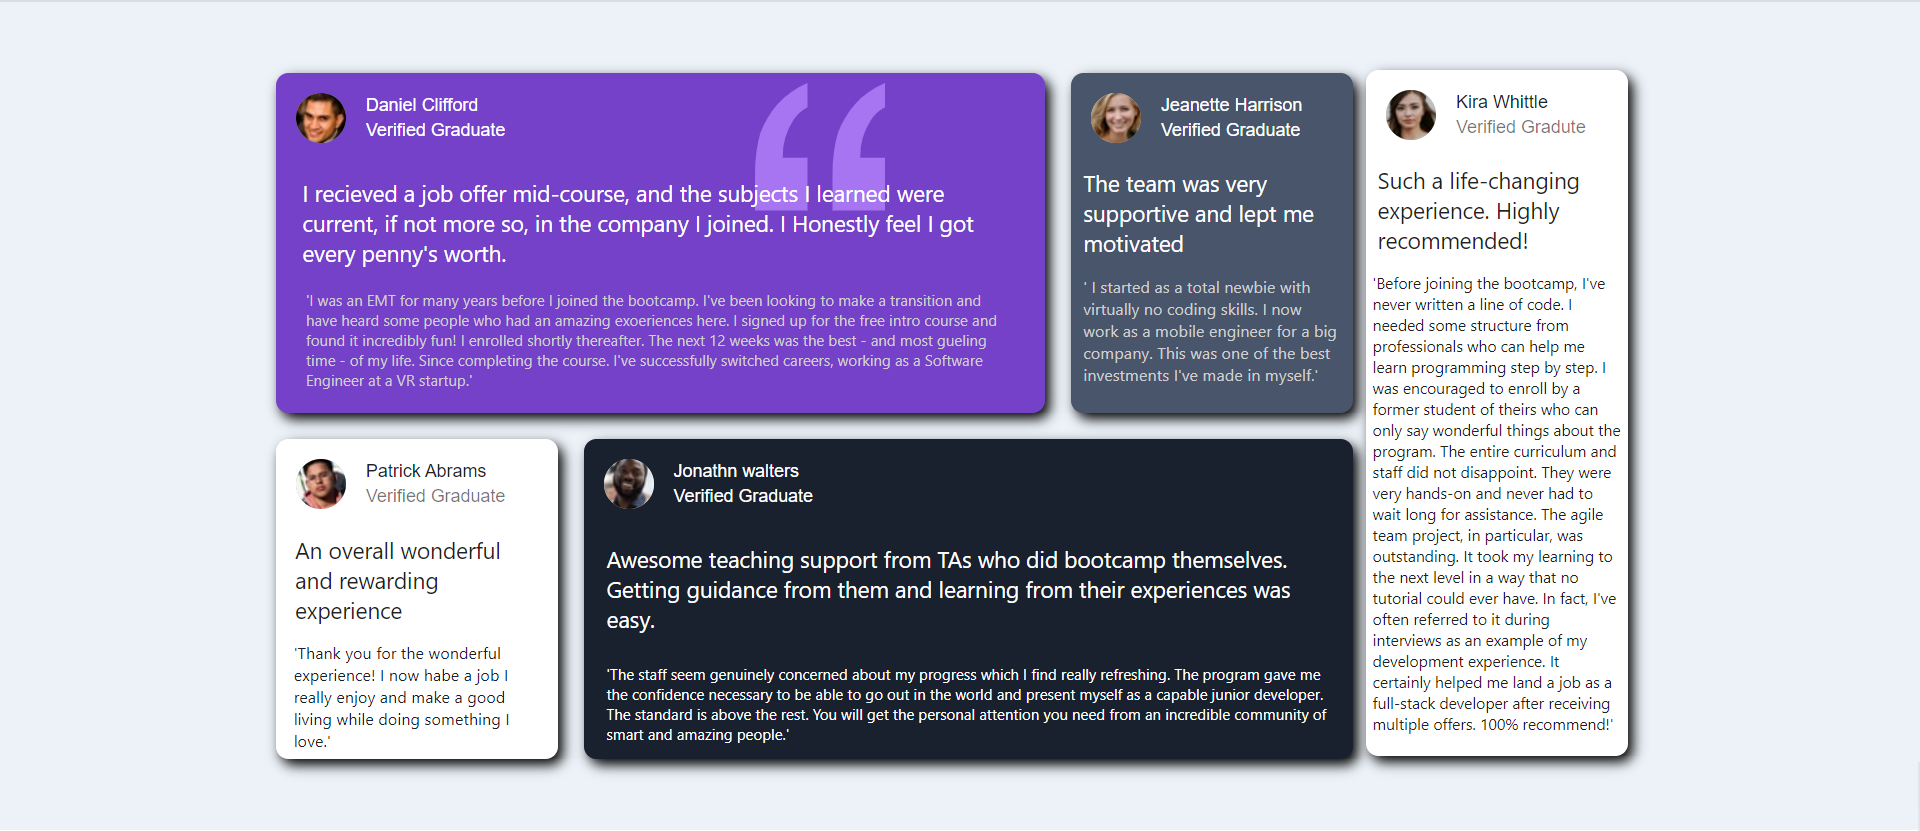 Daniel Clifford
Verified Graduate
I recieved a job offer mid-course, and the subjects I learned were
current, if not more so, in the company I joined. I Honestly feel I got
every penny's worth.
'I was an EMT for many years before I joined the bootcamp. I've been looking to make a transition and
have heard some people who had an amazing exoeriences here. I signed up for the free intro course and
found it incredibly fun! I enrolled shortly thereafter. The next 12 weeks was the best - and most gueling
time - of my life. Since completing the course. I've successfully switched careers, working as a Software
Engineer at a VR startup.'
Jeanette Harrison
Verified Graduate
The team was very
supportive and lept me
motivated
' I started as a total newbie with
virtually no coding skills. I now
work as a mobile engineer for a big
company. This was one of the best
investments I've made in myself.'
Kira Whittle
Verified Gradute
Such a life-changing
experience. Highly
recommended!
'Before joining the bootcamp, I've
never written a line of code. I
needed some structure from
professionals who can help me
learn programming step by step. I
was encouraged to enroll by a
former student of theirs who can
only say wonderful things about the
program. The entire curriculum and
staff did not disappoint. They were
very hands-on and never had to
wait long for assistance. The agile
team project, in particular, was
outstanding. It took my learning to
the next level in a way that no
tutorial could ever have. In fact, I've
often referred to it during
interviews as an example of my
development experience. It
certainly helped me land a job as a
full-stack developer after receiving
multiple offers. 100% recommend!'
Patrick Abrams
Verified Graduate
An overall wonderful
and rewarding
experience
'Thank you for the wonderful
experience! I now habe a job I
really enjoy and make a good
living while doing something I
love.'
Jonathn walters
Verified Graduate
Awesome teaching support from TAs who did bootcamp themselves.
Getting guidance from them and learning from their experiences was
easy.
'The staff seem genuinely concerned about my progress which I find really refreshing. The program gave me
the confidence necessary to be able to go out in the world and present myself as a capable junior developer.
The standard is above the rest. You will get the personal attention you need from an incredible community of
smart and amazing people.'